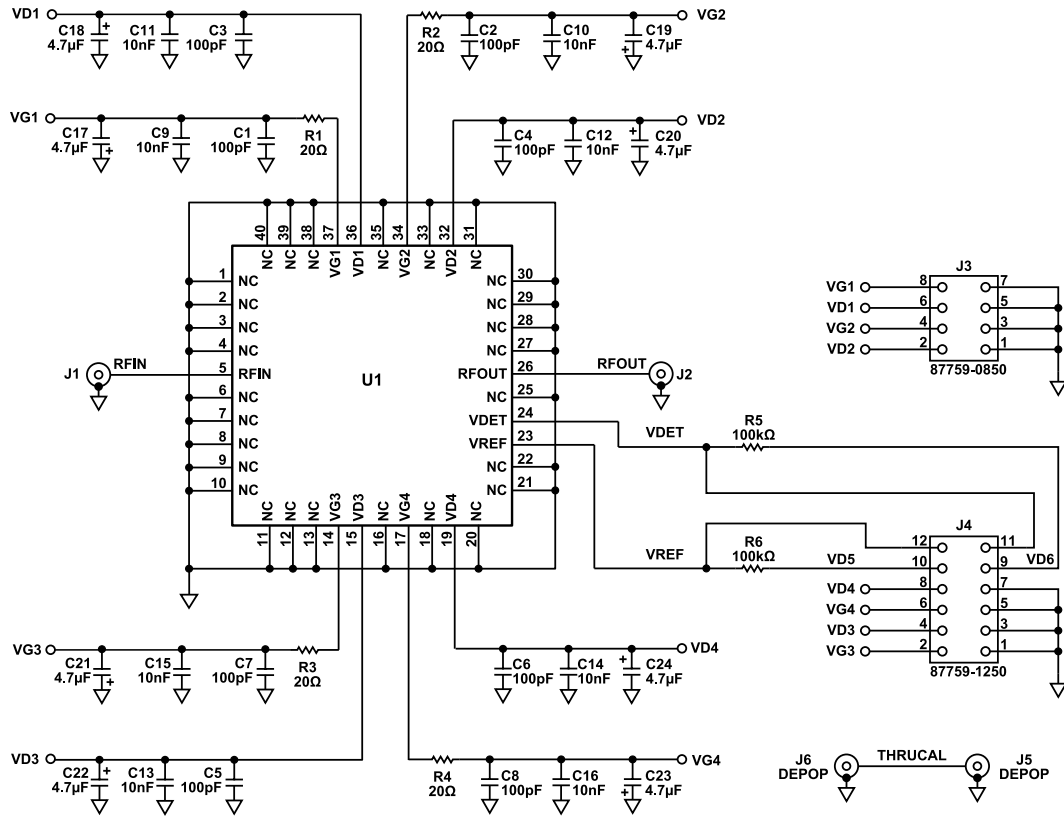 VD1
C18
4.7µF
+
C11
10nF
C3
100pF
R2
20Ω
C2
100pF
C10
10nF
C19
4.7µF
+
VG2
VG1
C17
4.7µF
+
C9
10nF
C1
100pF
R1
20Ω
C4
100pF
C12
10nF
+
C20
4.7µF
VD2
40
39
38
37
36
35
34
33
32
31
NC
NC
NC
VG1
VD1
NC
VG2
NC
VD2
NC
1
NC
2
NC
3
NC
4
NC
5
RFIN
6
NC
7
NC
8
NC
9
NC
10
NC
U1
NC
30
NC
29
NC
28
NC
27
RFOUT
26
NC
25
VDET
24
VREF
23
NC
22
NC
21
NC
NC
NC
VG3
VD3
NC
VG4
NC
VD4
NC
11
12
13
14
15
16
17
18
19
20
J1
RFIN
RFOUT
J2
J3
VG1
8
7
VD1
6
5
VG2
4
3
VD2
2
1
87759-0850
VDET
R5
100kΩ
VREF
R6
100kΩ
J4
12
11
VD5
10
9
VD6
VD4
8
7
VG4
6
5
VD3
4
3
VG3
2
1
87759-1250
VG3
C21
4.7µF
+
C15
10nF
C7
100pF
R3
20Ω
C6
100pF
C14
10nF
+
C24
4.7µF
VD4
VD3
C22
4.7µF
+
C13
10nF
C5
100pF
R4
20Ω
C8
100pF
C16
10nF
C23
4.7µF
+
VG4
J6
DEPOP
THRUCAL
J5
DEPOP